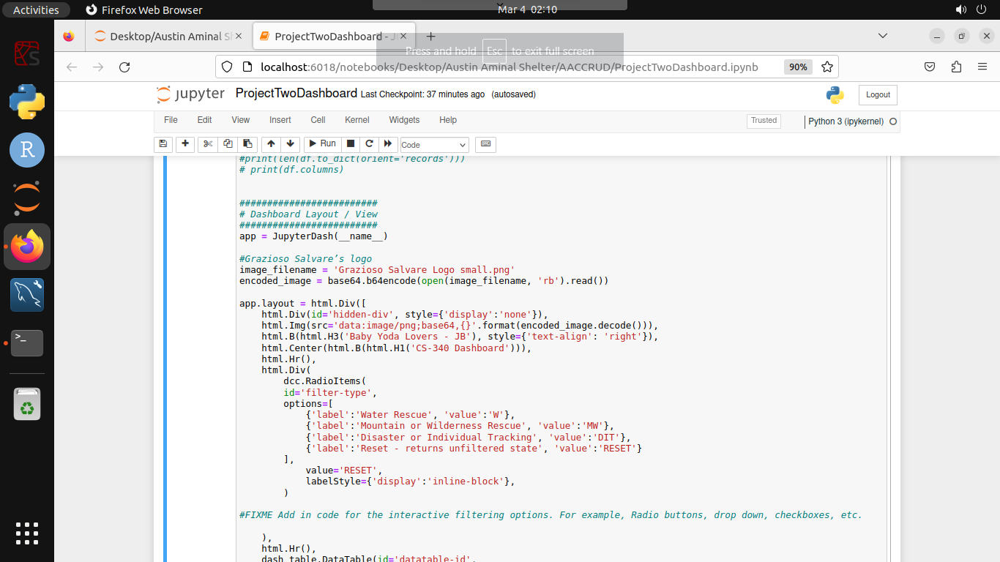 Activities
Firefox Web Browser
Mar 4 02:10
Desktop/Austin Aminal S
ProjectTwoDashboard - J
Press and hold Esc to exit full screen
localhost:6018/notebooks/Desktop/Austin Aminal Shelter/AACCRUD/ProjectTwoDashboard.ipynb
90%
jupyter ProjectTwoDashboard Last Checkpoint: 37 minutes ago (autosaved)
Logout
File Edit View Insert Cell Kernel Widgets Help
Trusted
Python 3 (ipykernel)
Run
Code
#print(len(df.to_dict(orient='records')))
# print(df.columns)
#########################
# Dashboard Layout / View
#########################
app = JupyterDash(__name__)
#Grazioso Salvare’s logo
image_filename = 'Grazioso Salvare Logo small.png'
encoded_image = base64.b64encode(open(image_filename, 'rb').read())
app.layout = html.Div([
    html.Div(id='hidden-div', style={'display':'none'}),
    html.Img(src='data:image/png;base64,{}'.format(encoded_image.decode())),
    html.B(html.H3('Baby Yoda Lovers - JB'), style={'text-align': 'right'}),
    html.Center(html.B(html.H1('CS-340 Dashboard'))),
    html.Hr(),
    html.Div(
        dcc.RadioItems(
        id='filter-type',
        options=[
            {'label':'Water Rescue', 'value':'W'},
            {'label':'Mountain or Wilderness Rescue', 'value':'MW'},
            {'label':'Disaster or Individual Tracking', 'value':'DIT'},
            {'label':'Reset - returns unfiltered state', 'value':'RESET'}
        ],
            value='RESET',
            labelStyle={'display':'inline-block'},
        )
#FIXME Add in code for the interactive filtering options. For example, Radio buttons, drop down, checkboxes, etc.
    ),
    html.Hr(),
    dash_table.DataTable(id='datatable-id',